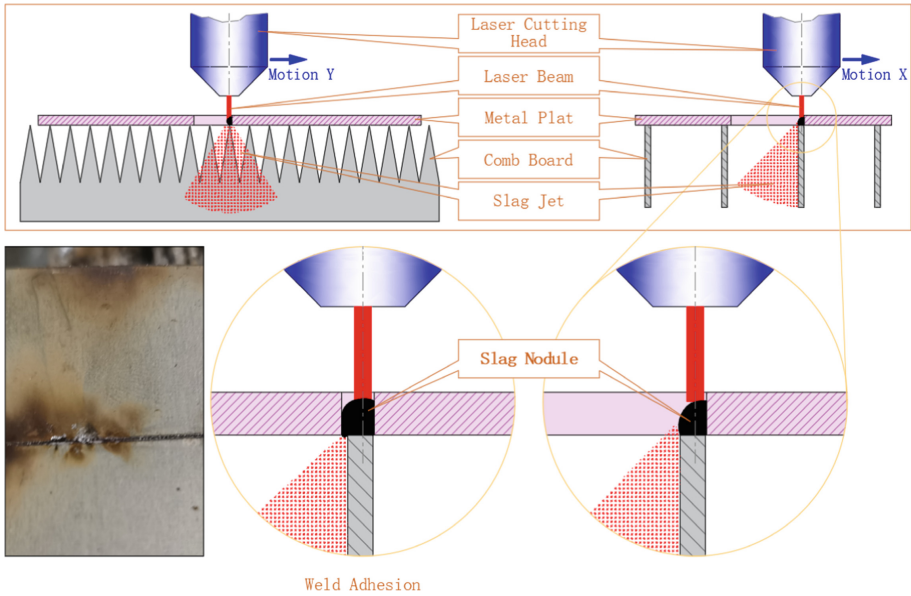 Laser Cutting
Head
Motion Y
Motion X
Laser Beam
Metal Plat
Comb Board
Slag Jet
Slag Nodule
Weld Adhesion